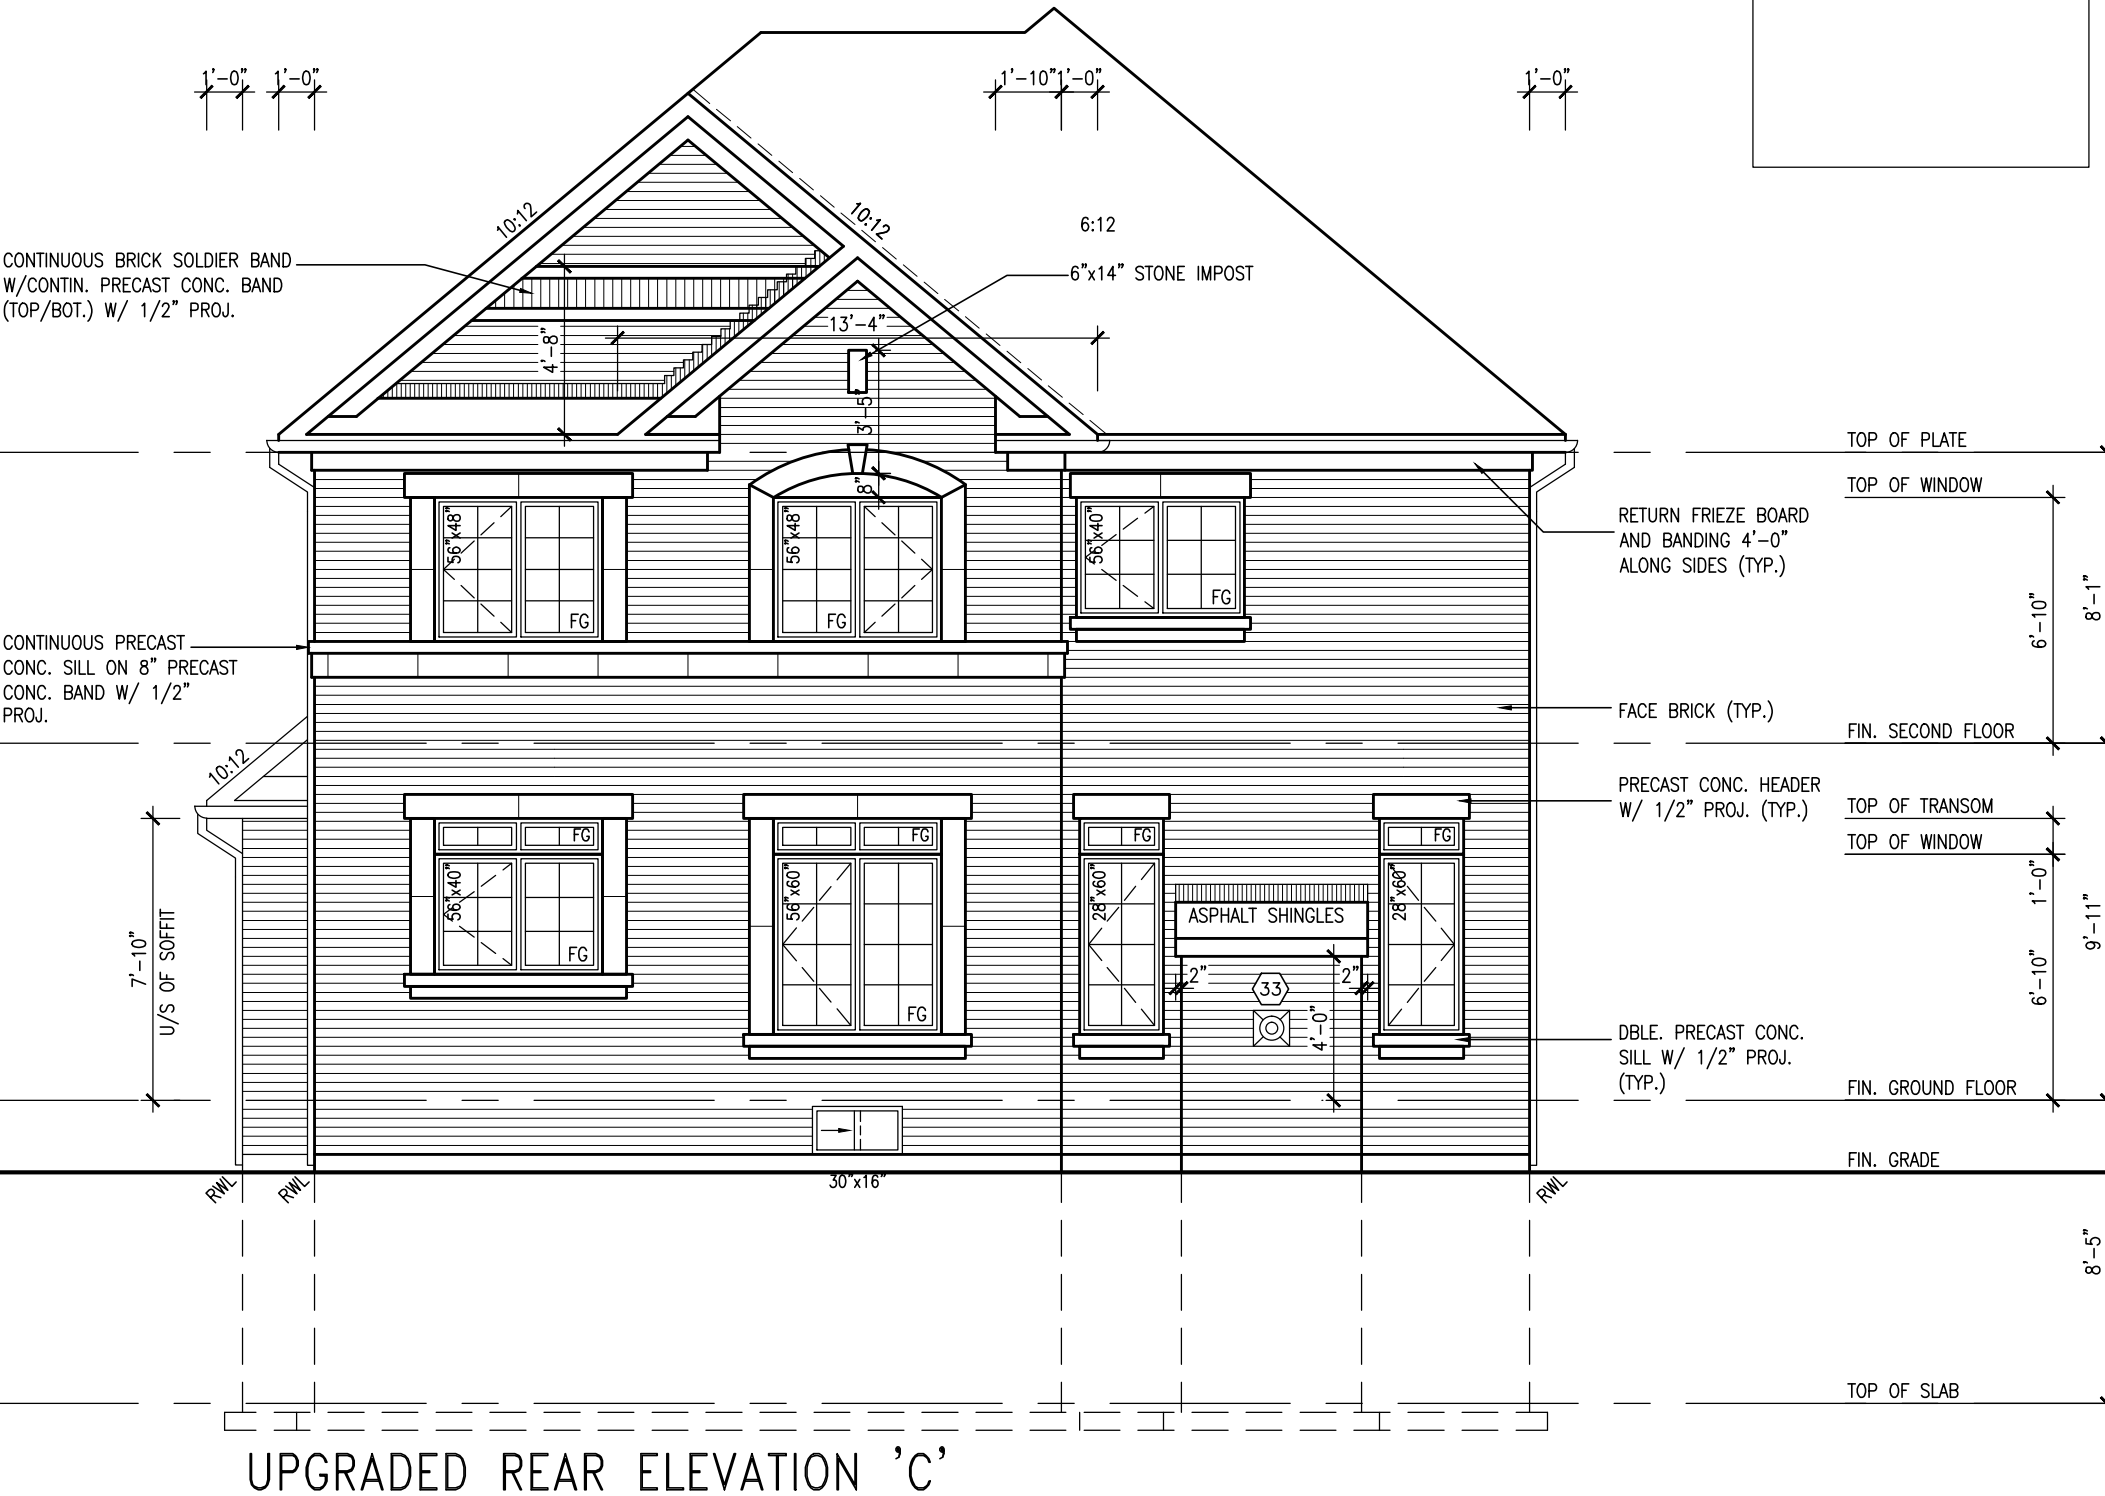 1'-0"
1'-0"
1'-10"
1'-0"
1'-0"
10:12
10:12
6:12
CONTINUOUS BRICK SOLDIER BAND
W/CONTIN. PRECAST CONC. BAND
(TOP/BOT.) W/ 1/2" PROJ.
6"x14" STONE IMPOST
13'-4"
4'-8"
3'-5"
8"
TOP OF PLATE
TOP OF WINDOW
RETURN FRIEZE BOARD
AND BANDING 4'-0"
ALONG SIDES (TYP.)
56"x48"
FG
56"x48"
FG
56"x40"
FG
6'-10"
8'-1"
CONTINUOUS PRECAST
CONC. SILL ON 8" PRECAST
CONC. BAND W/ 1/2"
PROJ.
FACE BRICK (TYP.)
FIN. SECOND FLOOR
10:12
PRECAST CONC. HEADER
W/ 1/2" PROJ. (TYP.)
TOP OF TRANSOM
TOP OF WINDOW
FG
FG
FG
FG
56"x40"
FG
56"x60"
FG
28"x60"
28"x60"
ASPHALT SHINGLES
1'-0"
9'-11"
6'-10"
7'-10"
U/S OF SOFFIT
2"
33
2"
4'-0"
DBLE. PRECAST CONC.
SILL W/ 1/2" PROJ.
(TYP.)
FIN. GROUND FLOOR
FIN. GRADE
RWL
RWL
30"x16"
RWL
8'-5"
TOP OF SLAB
UPGRADED REAR ELEVATION 'C'